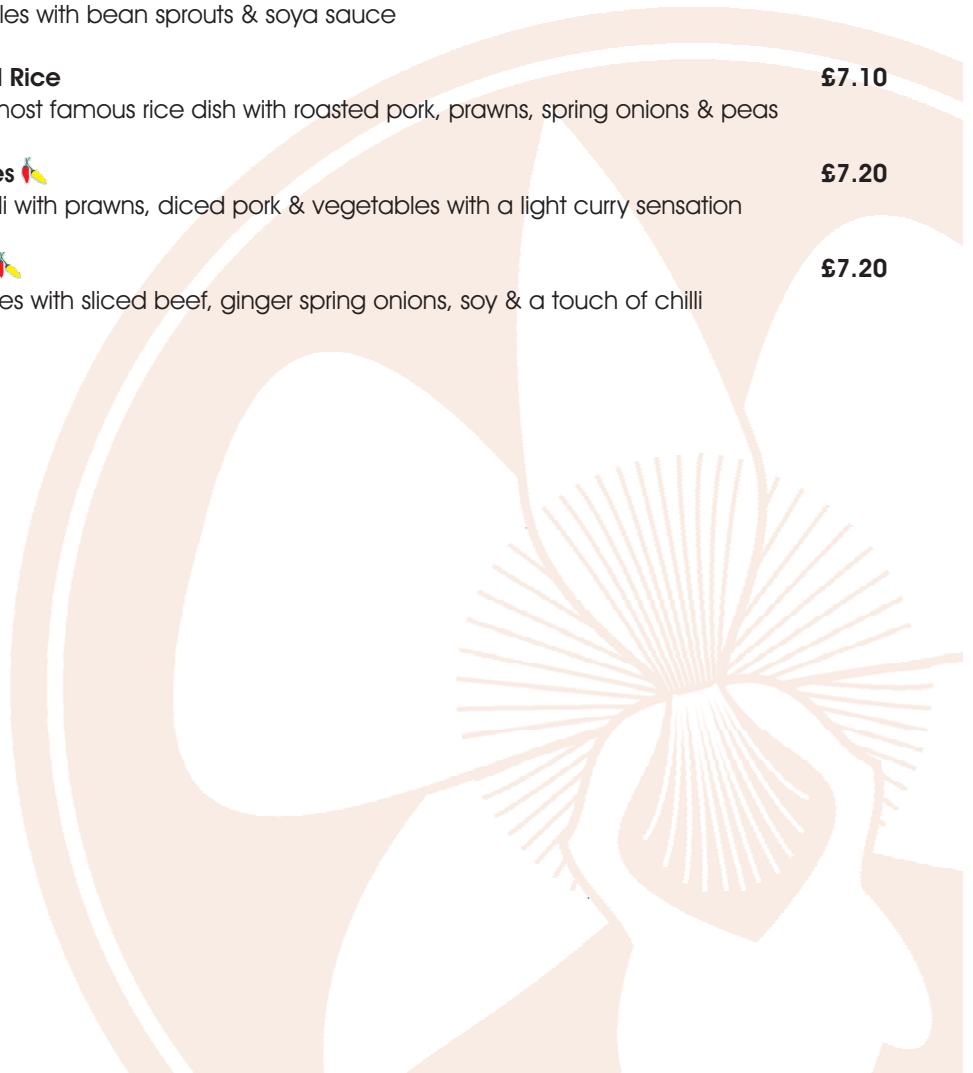 les with bean sprouts & soya sauce
l Rice £7.10
nost famous rice dish with roasted pork, prawns, spring onions & peas
es £7.20
li with prawns, diced pork & vegetables with a light curry sensation
£7.20
es with sliced beef, ginger spring onions, soy & a touch of chilli